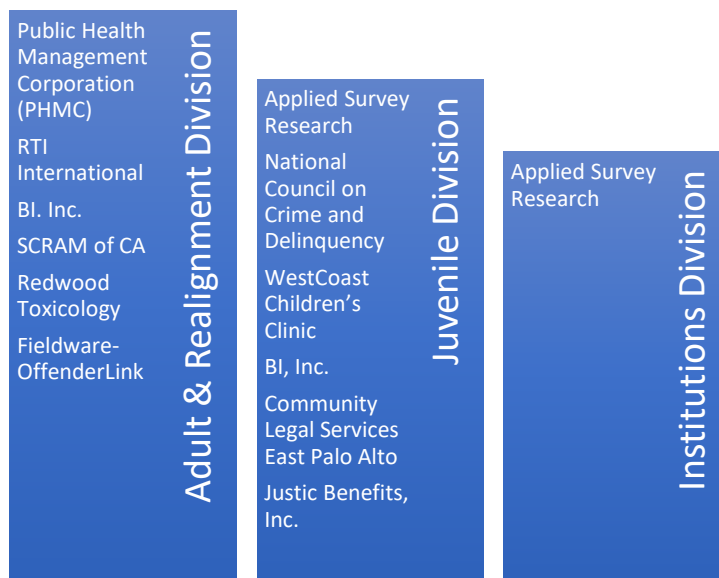 Public Health
Management
Corporation
(PHMC)
RTI
International
BI. Inc.
SCRAM of CA
Redwood
Toxicology
Fieldware-
OffenderLink
Adult & Realignment Division
Applied Survey
Research
National
Council on
Crime and
Delinquency
WestCoast
Children’s
Clinic
BI, Inc.
Community
Legal Services
East Palo Alto
Justic Benefits,
Inc.
Juvenile Division
Applied Survey
Research
Institutions Division